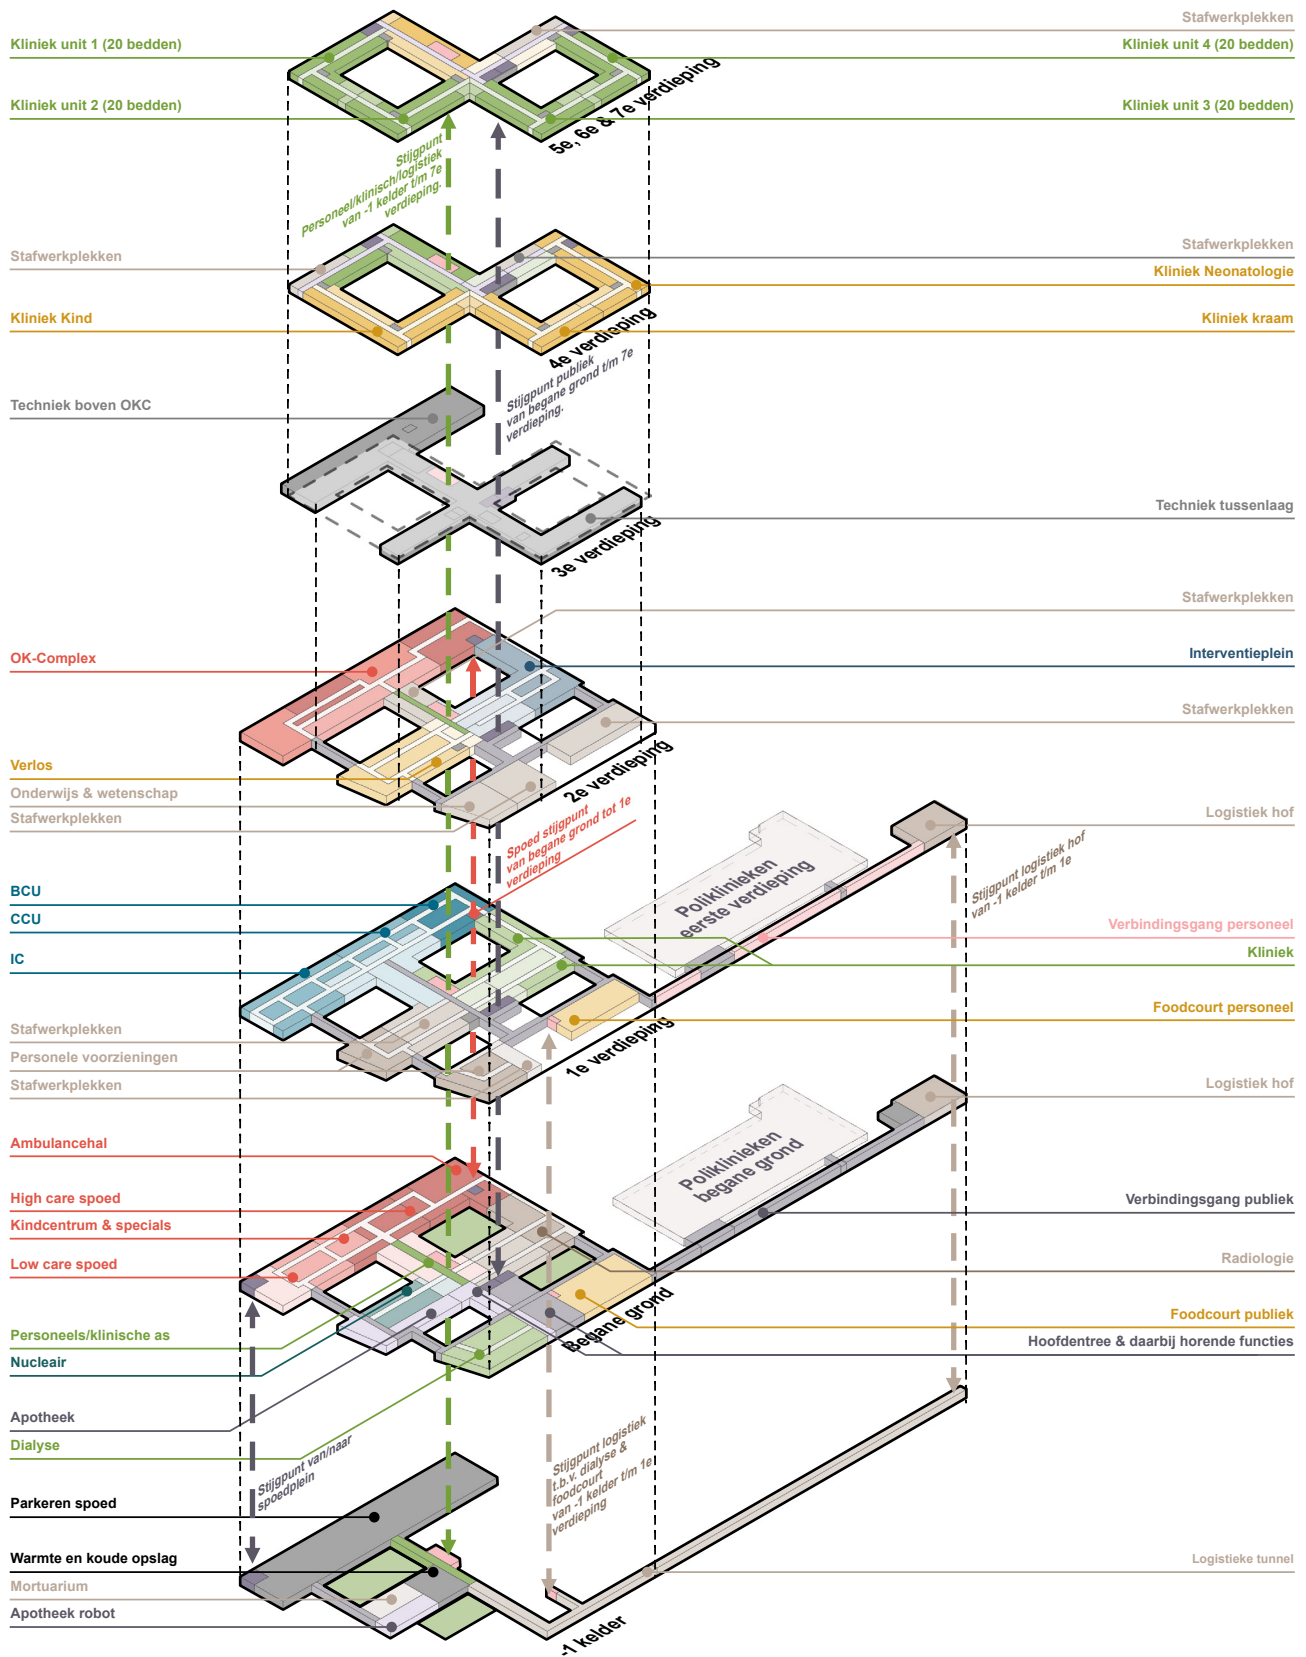 Stafwerkplekken
Kliniek unit 1 (20 bedden)
Kliniek unit 4 (20 bedden)
Kliniek unit 2 (20 bedden)
Kliniek unit 3 (20 bedden)
5e, 6e & 7e verdieping
Stijgpunt
Personeel/klinisch/logistiek
van -1 kelder t/m 7e
verdieping.
Stafwerkplekken
Stafwerkplekken
Kliniek Neonatologie
Kliniek Kind
Kliniek kraam
4e verdieping
Stijgpunt publiek
van begane grond t/m 7e
verdieping.
Techniek boven OKC
Techniek tussenlaag
3e verdieping
Stafwerkplekken
OK-Complex
Interventieplein
Stafwerkplekken
Verlos
Onderwijs & wetenschap
Stafwerkplekken
2e verdieping
Spoed stijgpunt
van begane grond tot 1e
verdieping
Logistiek hof
Stijgpunt logistiek hof
van -1 kelder t/m 1e
Poliklinieken
eerste verdieping
BCU
CCU
IC
Verbindingsgang personeel
Kliniek
Foodcourt personeel
Stafwerkplekken
Personele voorzieningen
Stafwerkplekken
1e verdieping
Logistiek hof
Poliklinieken
begane grond
Ambulancehal
High care spoed
Kindcentrum & specials
Low care spoed
Verbindingsgang publiek
Radiologie
Foodcourt publiek
Hoofdentree & daarbij horende functies
Begane grond
Personeels/klinische as
Nucleair
Apotheek
Dialyse
Stijgpunt van/naar
spoedplein
Stijgpunt logistiek
t.b.v. dialyse &
foodcourt
van -1 kelder t/m 1e
verdieping
Parkeren spoed
Warmte en koude opslag
Mortuarium
Apotheek robot
Logistieke tunnel
-1 kelder